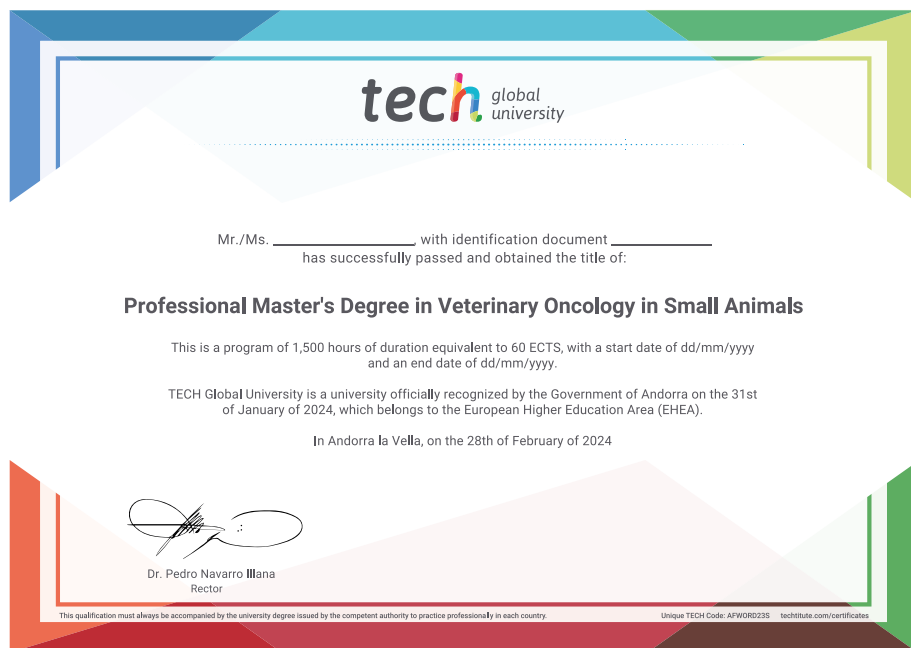 tech global
university
Mr./Ms. ____________________, with identification document ______________
has successfully passed and obtained the title of:
Professional Master's Degree in Veterinary Oncology in Small Animals
This is a program of 1,500 hours of duration equivalent to 60 ECTS, with a start date of dd/mm/yyyy
and an end date of dd/mm/yyyy.
TECH Global University is a university officially recognized by the Government of Andorra on the 31st
of January of 2024, which belongs to the European Higher Education Area (EHEA).
In Andorra la Vella, on the 28th of February of 2024
Dr. Pedro Navarro Illana
Rector
This qualification must always be accompanied by the university degree issued by the competent authority to practice professionally in each country. Unique TECH Code: AFWORD23S techtitute.com/certificates